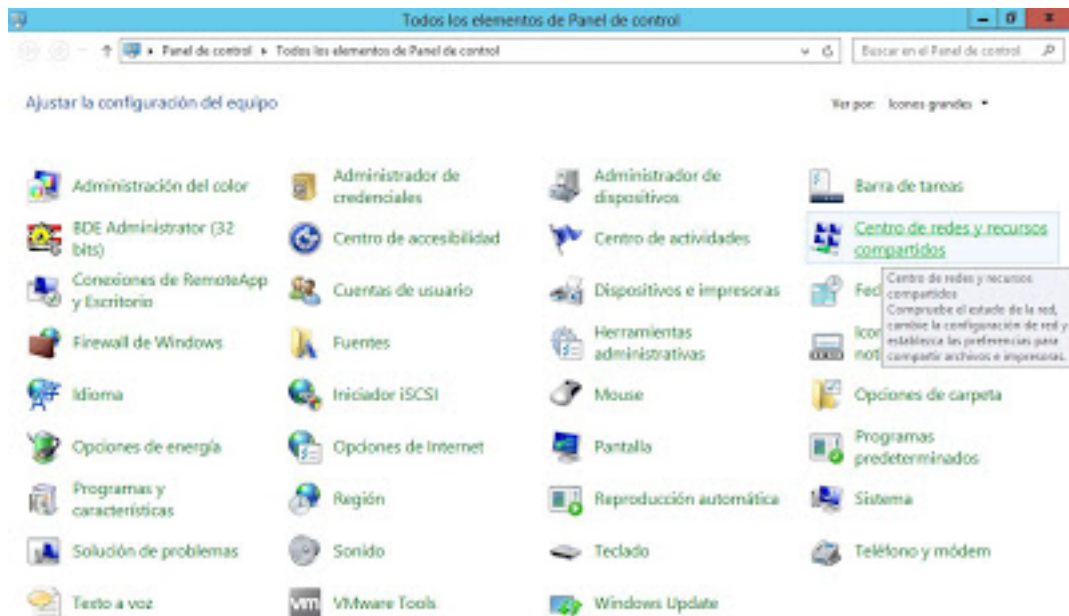 Todos los elementos de Panel de control
Panel de control ▸ Todos los elementos de Panel de control
Buscar en el Panel de control
Ajustar la configuración del equipo
Ver por: Iconos grandes
Administración del color
Administrador de
credenciales
Administrador de
dispositivos
Barra de tareas
BDE Administrator (32
bits)
Centro de accesibilidad
Centro de actividades
Centro de redes y recursos
compartidos
Conexiones de RemoteApp
y Escritorio
Cuentas de usuario
Dispositivos e impresoras
Centro de redes y recursos
compartidos
Compruebe el estado de la red,
cambie la configuración de red y
establezca las preferencias para
compartir archivos e impresoras.
Firewall de Windows
Fuentes
Herramientas
administrativas
Idioma
Iniciador iSCSI
Mouse
Opciones de carpeta
Opciones de energía
Opciones de Internet
Pantalla
Programas
predeterminados
Programas y
características
Región
Reproducción automática
Sistema
Solución de problemas
Sonido
Teclado
Teléfono y módem
Texto a voz
VMware Tools
Windows Update